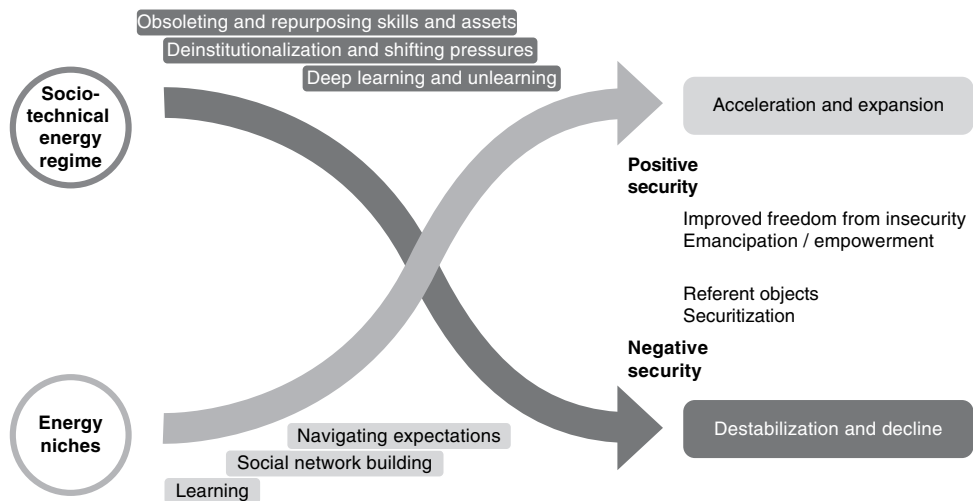 Obsoleting and repurposing skills and assets
Deinstitutionalization and shifting pressures
Deep learning and unlearning
Socio-
technical
energy
regime
Acceleration and expansion
Positive
security
Improved freedom from insecurity
Emancipation / empowerment
Referent objects
Securitization
Negative
security
Energy
niches
Navigating expectations
Social network building
Learning
Destabilization and decline